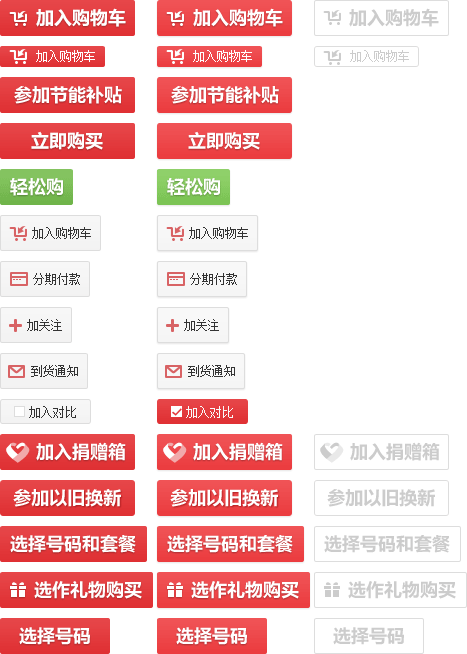 加入购物车 加入购物车 加入购物车
加入购物车 加入购物车 加入购物车
参加节能补贴 参加节能补贴
立即购买 立即购买
轻松购 轻松购
加入购物车 加入购物车
分期付款 分期付款
加关注 加关注
到货通知 到货通知
加入对比 加入对比
加入捐赠箱 加入捐赠箱 加入捐赠箱
参加以旧换新 参加以旧换新 参加以旧换新
选择号码和套餐 选择号码和套餐 选择号码和套餐
选作礼物购买 选作礼物购买 选作礼物购买
选择号码 选择号码 选择号码